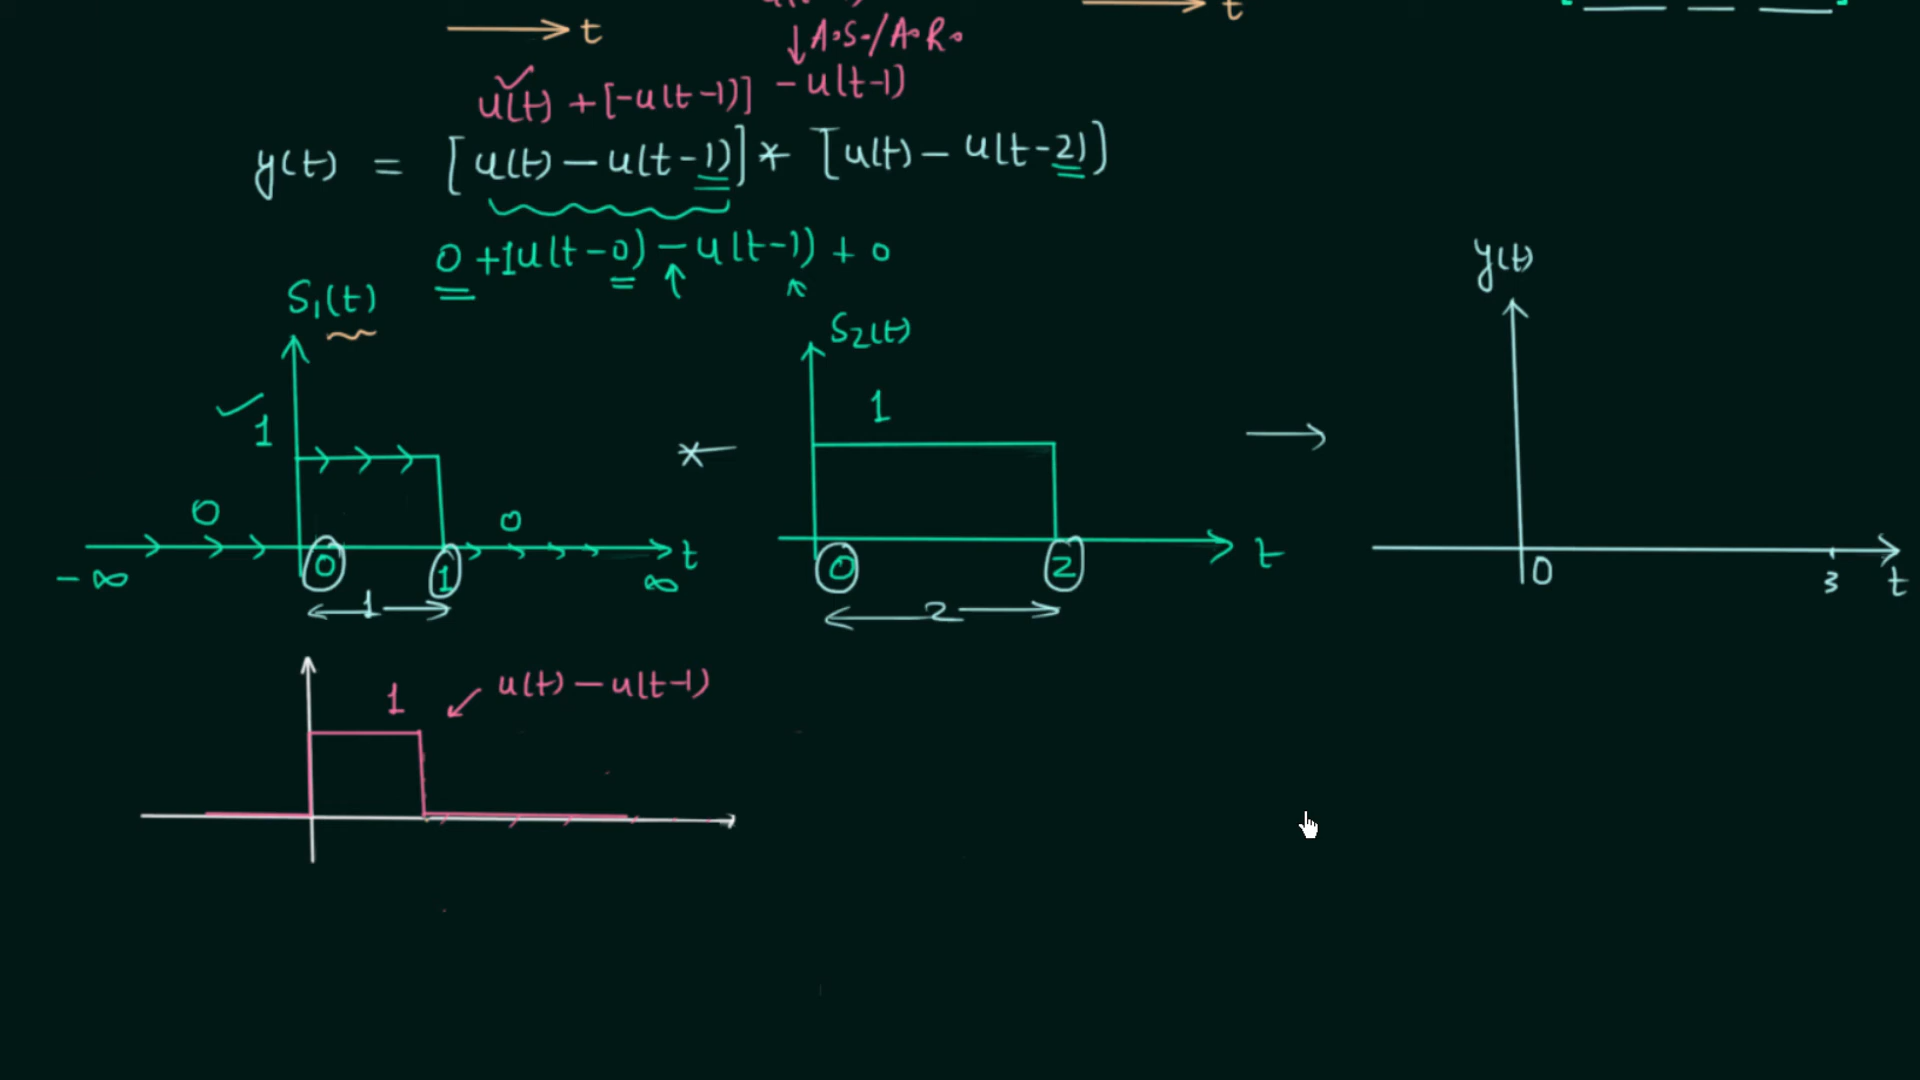 t
t
A.S./A.R.
u(t) + [-u(t-1)] - u(t-1)
y(t) = [u(t) - u(t-1)] * [u(t) - u(t-2)]
0 + 1u(t-0) - u(t-1) + 0
S₁(t)
S₂(t)
y(t)
1
1
*
0
0
-∞
0
1
∞
t
0
2
t
0
3
t
1
2
1
u(t) - u(t-1)